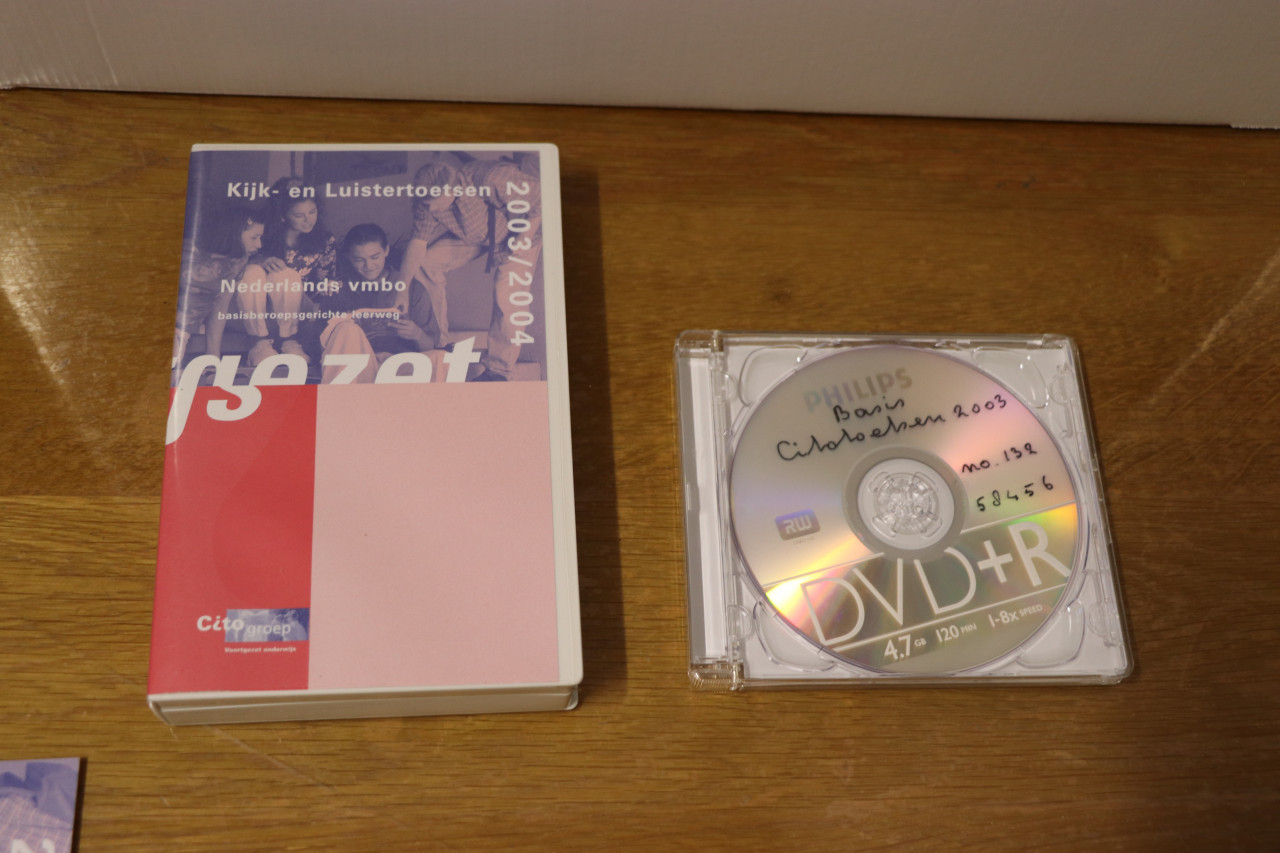 Kijk- en Luistertoetsen
2003/2004
Nederlands vmbo
basisberoepsgerichte leerweg
gezet
Cito
groep
Voortgezet onderwijs
PHILIPS
Basis
Citotoetsen 2003
no. 132
58456
RW
DVD+R
4,7 GB 120 MIN 1-8x SPEED